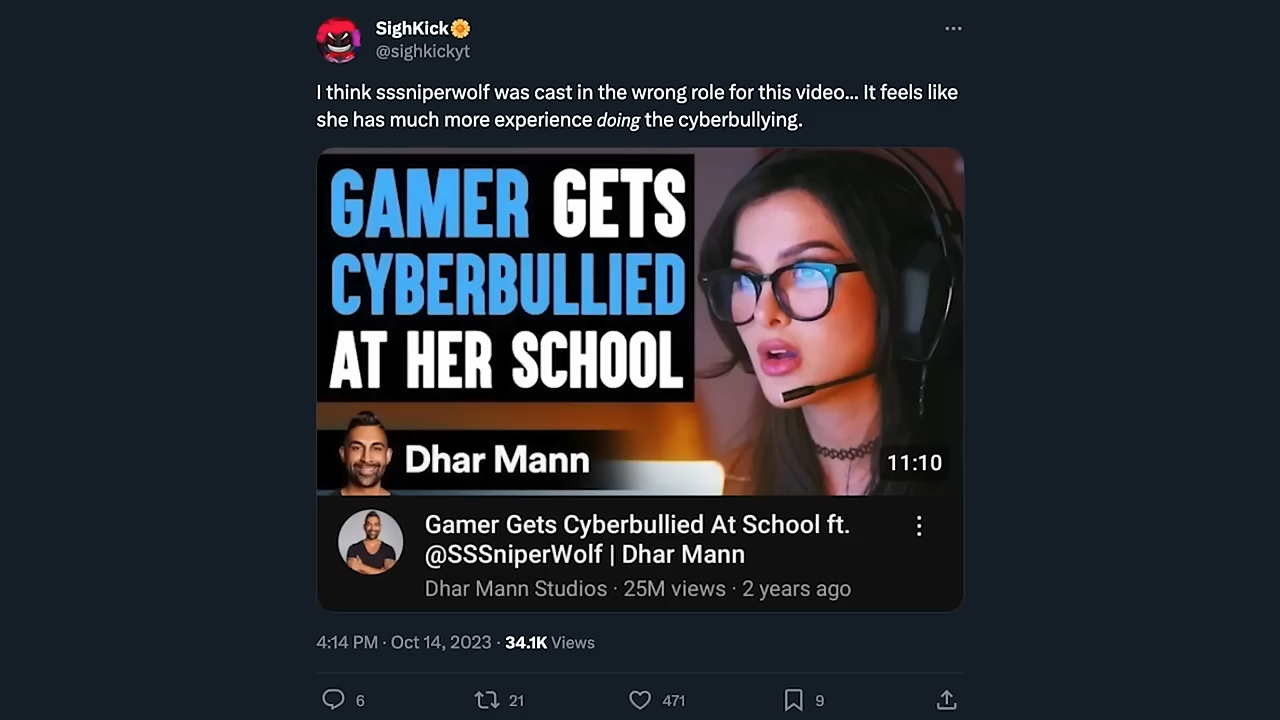 SighKick🌼
@sighkickyt
I think sssniperwolf was cast in the wrong role for this video... It feels like
she has much more experience doing the cyberbullying.
GAMER GETS
CYBERBULLIED
AT HER SCHOOL
Dhar Mann
11:10
Gamer Gets Cyberbullied At School ft.
@SSSniperWolf | Dhar Mann
Dhar Mann Studios · 25M views · 2 years ago
4:14 PM · Oct 14, 2023 · 34.1K Views
6 21 471 9